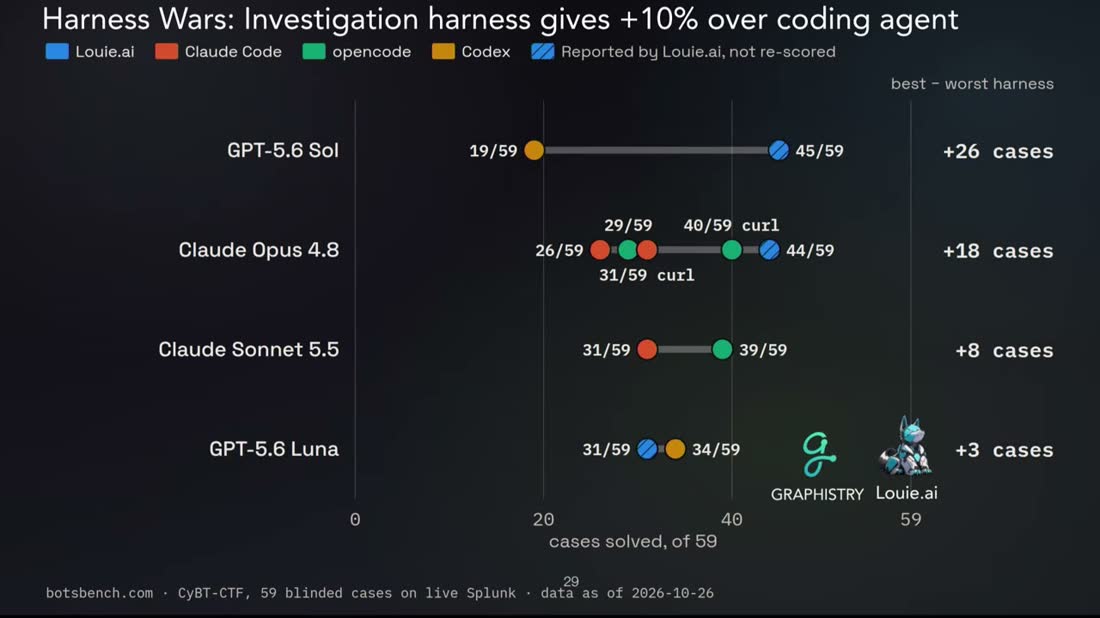 Harness Wars: Investigation harness gives +10% over coding agent
Louie.ai Claude Code opencode Codex Reported by Louie.ai, not re-scored
best − worst harness
GPT-5.6 Sol 19/59 45/59 +26 cases
29/59 40/59 curl
Claude Opus 4.8 26/59 44/59 +18 cases
31/59 curl
Claude Sonnet 5.5 31/59 39/59 +8 cases
GPT-5.6 Luna 31/59 34/59 +3 cases
GRAPHISTRY Louie.ai
0 20 40 59
cases solved, of 59
29
botsbench.com · CyBT-CTF, 59 blinded cases on live Splunk · data as of 2026-10-26